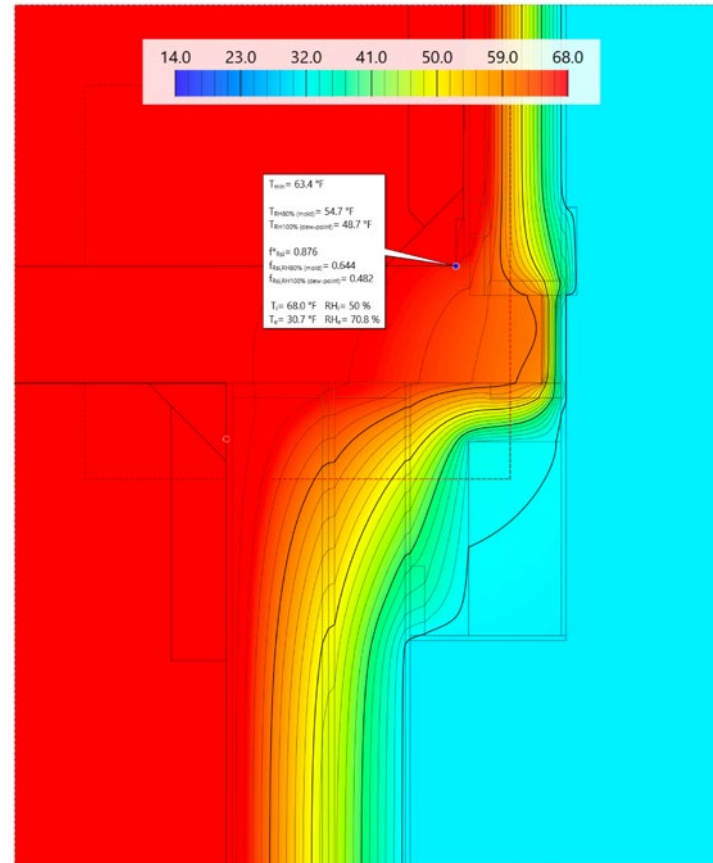 14.0 23.0 32.0 41.0 50.0 59.0 68.0
Tmin= 63.4 °F
TRH80% (mold)= 54.7 °F
TRH100% (dew-point)= 48.7 °F
f*Rsi= 0.876
fRsi,RH80% (mold)= 0.644
fRsi,RH100% (dew-point)= 0.482
Ti= 68.0 °F RHi= 50 %
Te= 30.7 °F RHe= 70.8 %